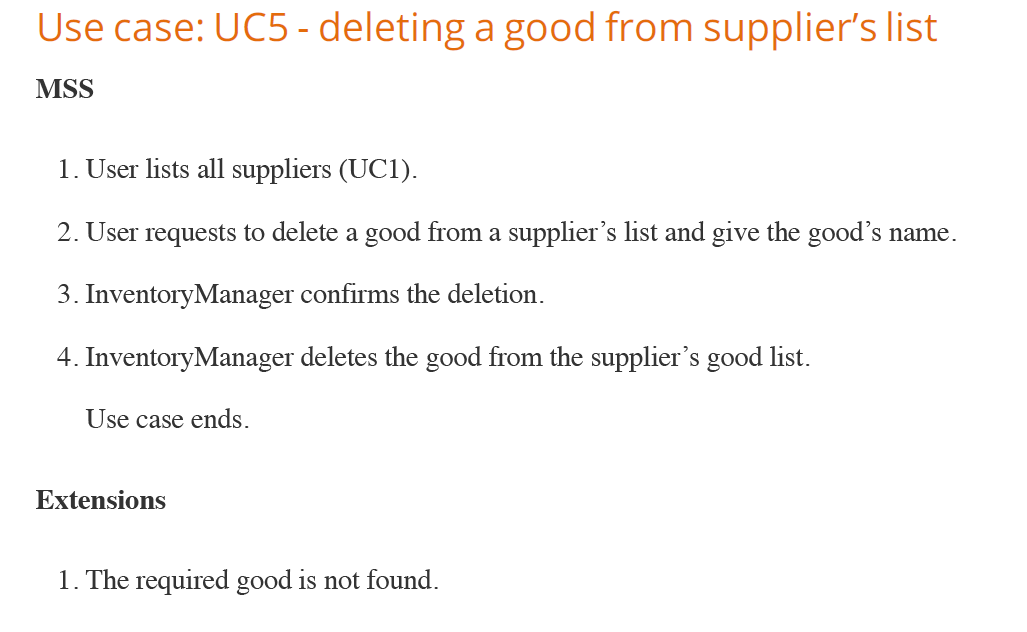 Use case: UC5 - deleting a good from supplier’s list
MSS
1. User lists all suppliers (UC1).
2. User requests to delete a good from a supplier’s list and give the good’s name.
3. InventoryManager confirms the deletion.
4. InventoryManager deletes the good from the supplier’s good list.
Use case ends.
Extensions
1. The required good is not found.